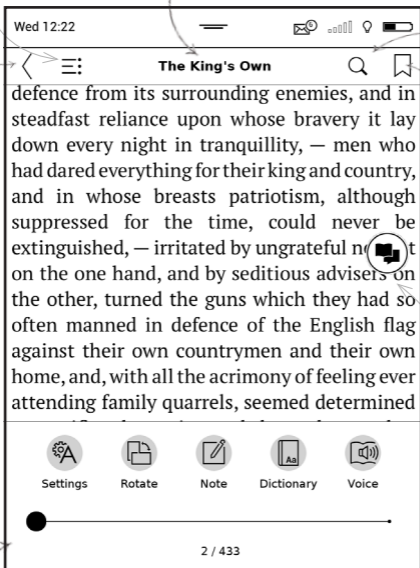 Wed 12:22
6
The King's Own
defence from its surrounding enemies, and in
steadfast reliance upon whose bravery it lay
down every night in tranquillity, — men who
had dared everything for their king and country,
and in whose breasts patriotism, although
suppressed for the time, could never be
extinguished, — irritated by ungrateful
on the one hand, and by seditious advisers on
the other, turned the guns which they had so
often manned in defence of the English flag
against their own countrymen and their own
home, and, with all the acrimony of feeling ever
attending family quarrels, seemed determined
A
Aa
Settings
Rotate
Note
Dictionary
Voice
2 / 433